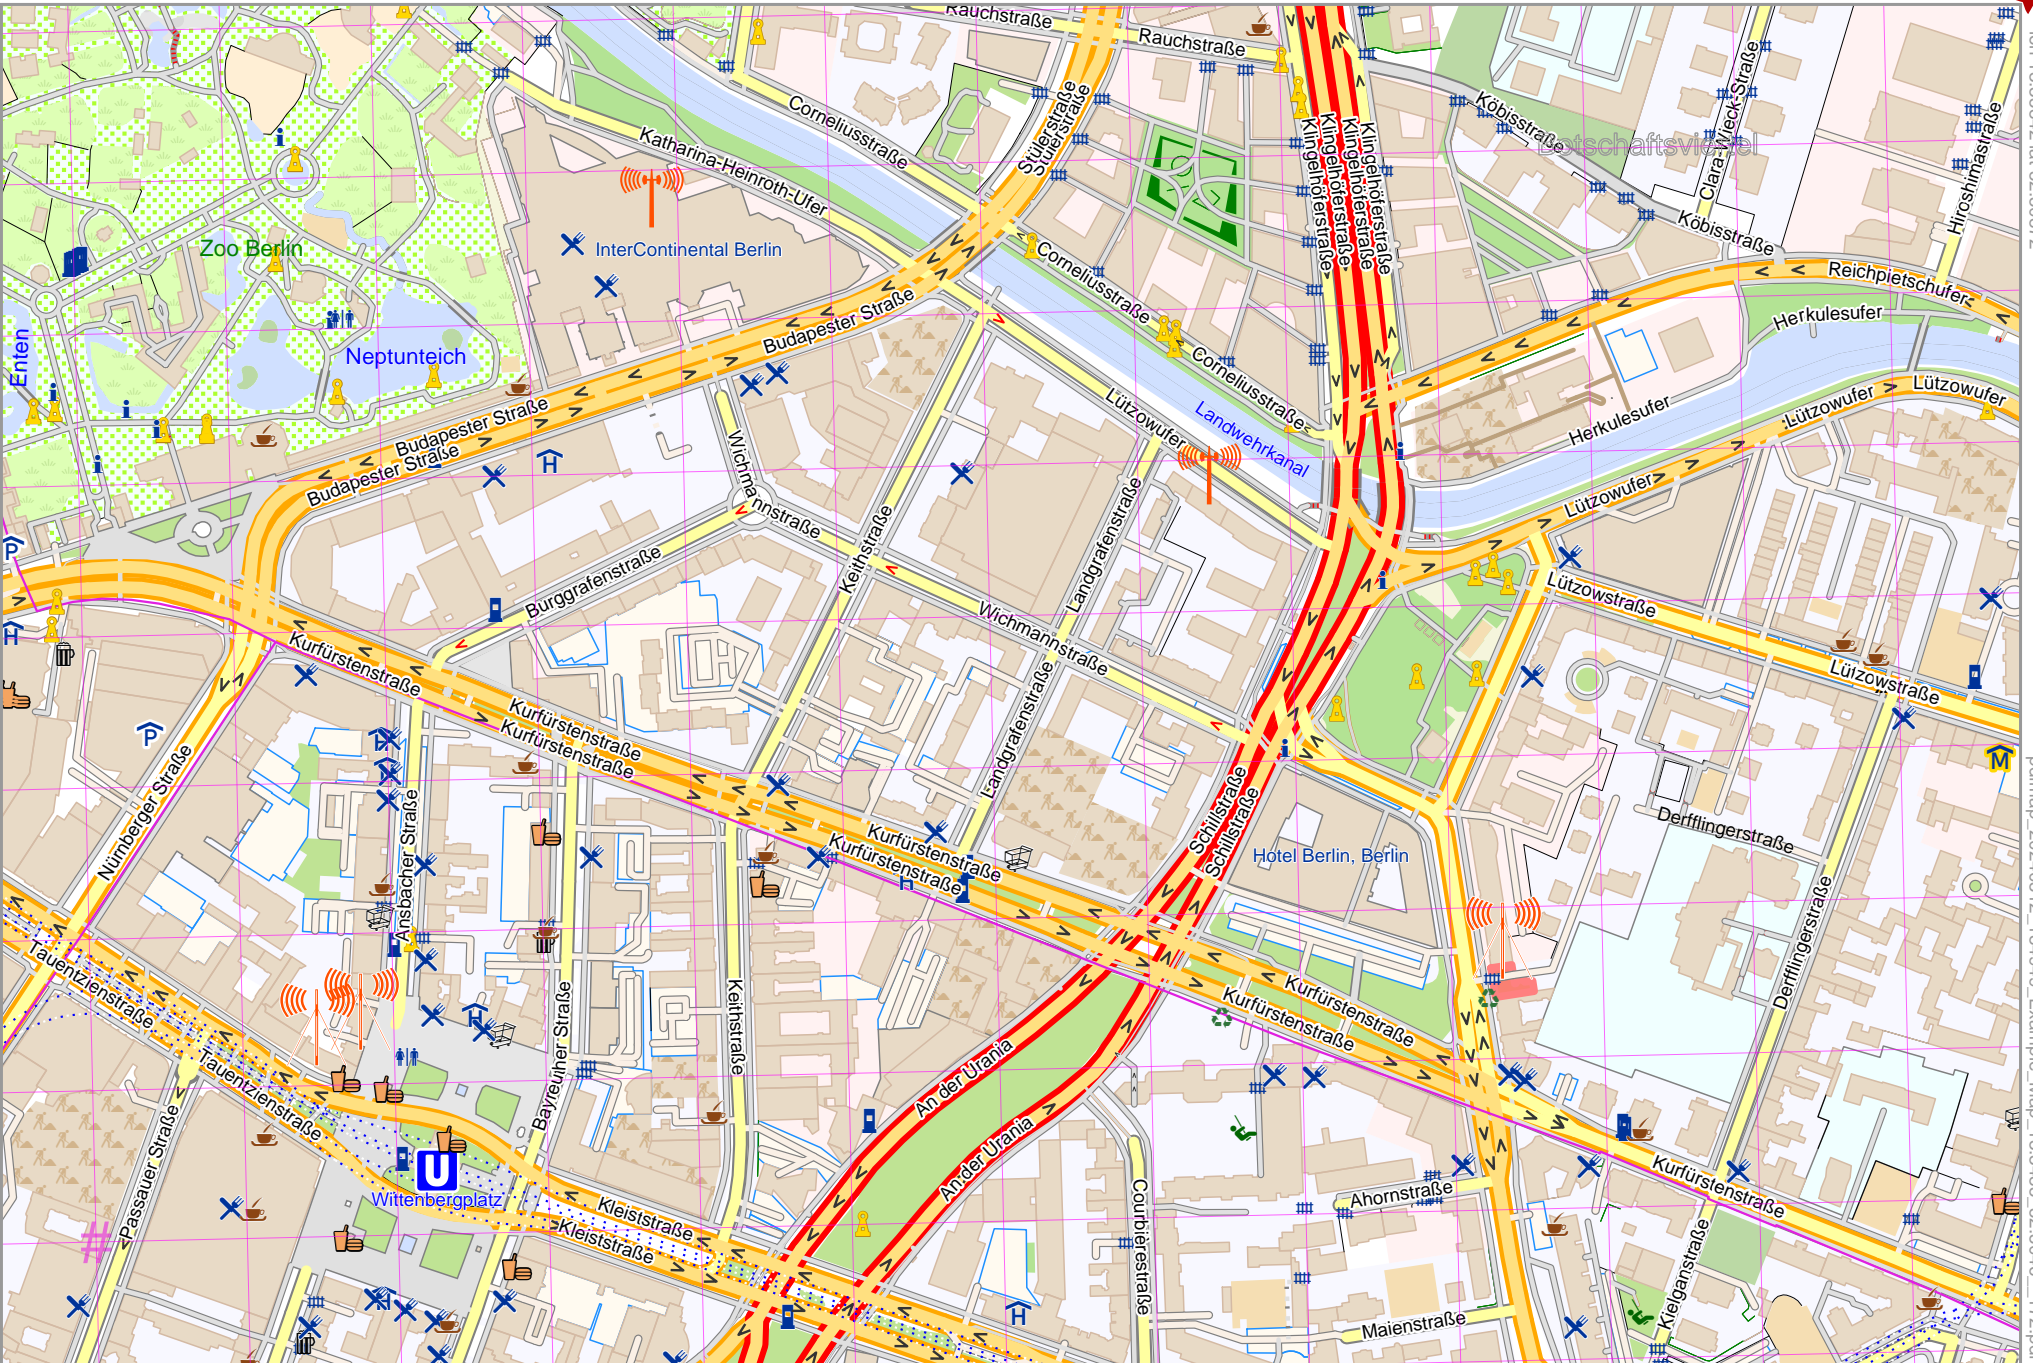 Rauchstraße
Rauchstraße
Stülerstraße
Stülerstraße
Corneliusstraße
Katharina-Heinroth-Ufer
Köbisstraße
Botschaftsviertel
Clara-Wieck-Straße
Hiroshimastraße
Klingelhöferstraße
Klingelhöferstraße
Klingelhöferstraße
Klingelhöferstraße
Köbisstraße
Zoo Berlin
InterContinental Berlin
Corneliusstraße
Reichpietschufer
Herkulesufer
Budapester Straße
Enten
Neptunteich
Corneliusstraße
Lützowufer
Lützowufer
Lützowufer
Landwehrkanal
Herkulesufer
Budapester Straße
Budapester Straße
H
Wichmannstraße
Lützowufer
P
Keithstraße
Landgrafenstraße
Burggrafenstraße
Lützowstraße
H
Kurfürstenstraße
Wichmannstraße
Landgrafenstraße
Lützowstraße
P
Kurfürstenstraße
Kurfürstenstraße
M
Nürnberger Straße
Ansbacher Straße
Schillstraße
Schillstraße
Derfflingerstraße
Hotel Berlin, Berlin
Kurfürstenstraße
Kurfürstenstraße
H
Derfflingerstraße
Tauentzienstraße
Kurfürstenstraße
Kurfürstenstraße
Keithstraße
Bayreuther Straße
An der Urania
An der Urania
Tauentzienstraße
Passauer Straße
U
Wittenbergplatz
Kurfürstenstraße
Ahornstraße
Courbièrestraße
Kleiststraße
Kleiststraße
Kielganstraße
H
H
Maienstraße